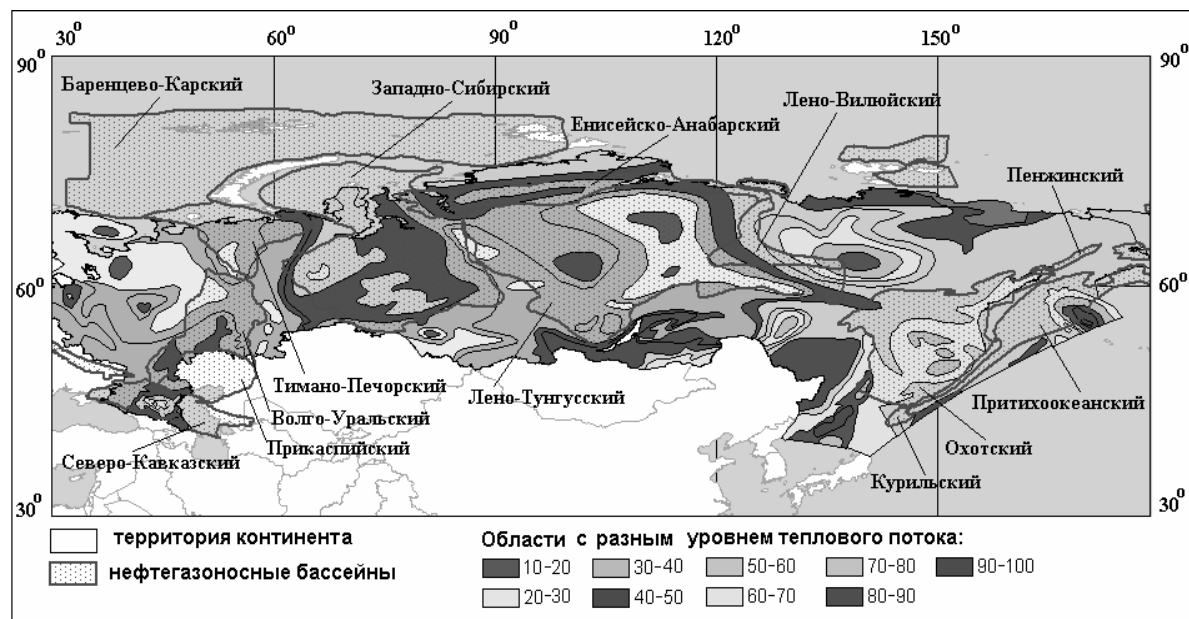 30⁰ 60⁰ 90⁰ 120⁰ 150⁰
90⁰ 90⁰
Баренцево-Карский
Западно-Сибирский
Лено-Вилюйский
Енисейско-Анабарский
Пенжинский
60⁰ 60⁰
Тимано-Печорский
Лено-Тунгусский
Волго-Уральский
Притихоокеанский
Прикаспийский
Охотский
Северо-Кавказский
Курильский
30⁰ 30⁰
территория континента
нефтегазоносные бассейны
Области с разным уровнем теплового потока:
10-20 30-40 50-60 70-80 90-100
20-30 40-50 60-70 80-90